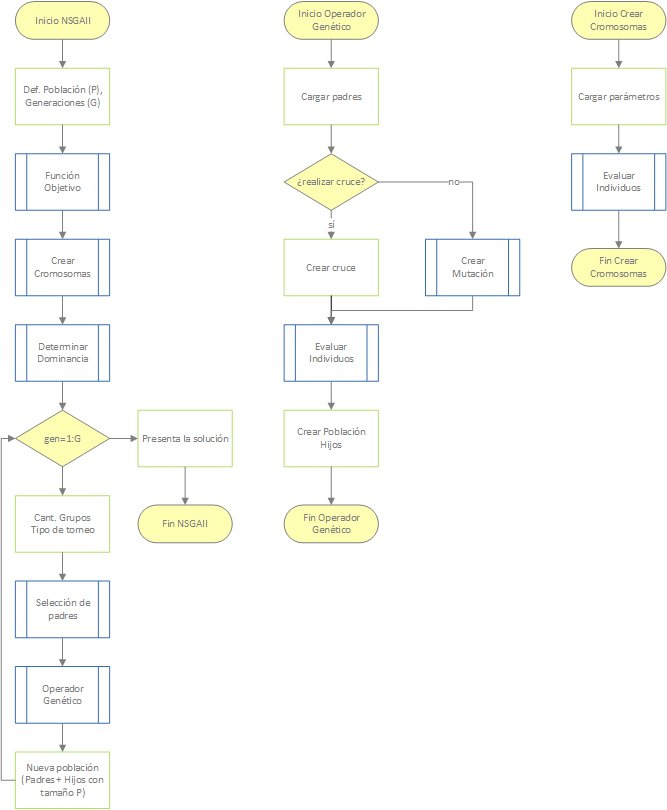 Inicio NSGAII
Def. Población (P),
Generaciones (G)
Función
Objetivo
Crear
Cromosomas
Determinar
Dominancia
gen=1:G
Presenta la solución
Fin NSGAII
Cant. Grupos
Tipo de torneo
Selección de
padres
Operador
Genético
Nueva población
(Padres + Hijos con
tamaño P)
Inicio Operador
Genético
Cargar padres
¿realizar cruce?
no
sí
Crear cruce
Crear
Mutación
Evaluar
Individuos
Crear Población
Hijos
Fin Operador
Genético
Inicio Crear
Cromosomas
Cargar parámetros
Evaluar
Individuos
Fin Crear
Cromosomas